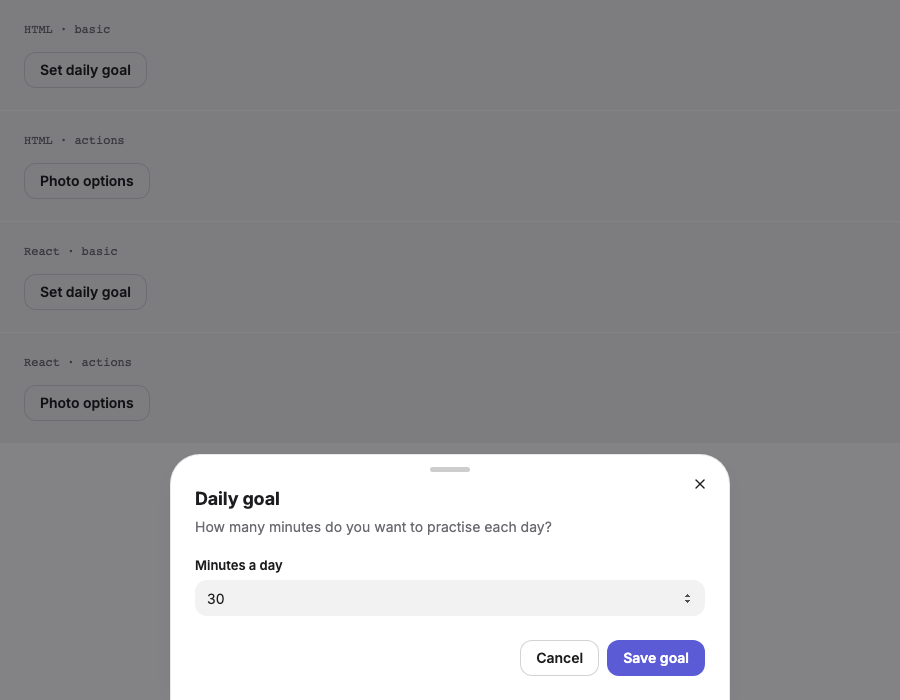 HTML · basic
Set daily goal
HTML · actions
Photo options
React · basic
Set daily goal
React · actions
Photo options
Daily goal
How many minutes do you want to practise each day?
Minutes a day
30
Cancel
Save goal